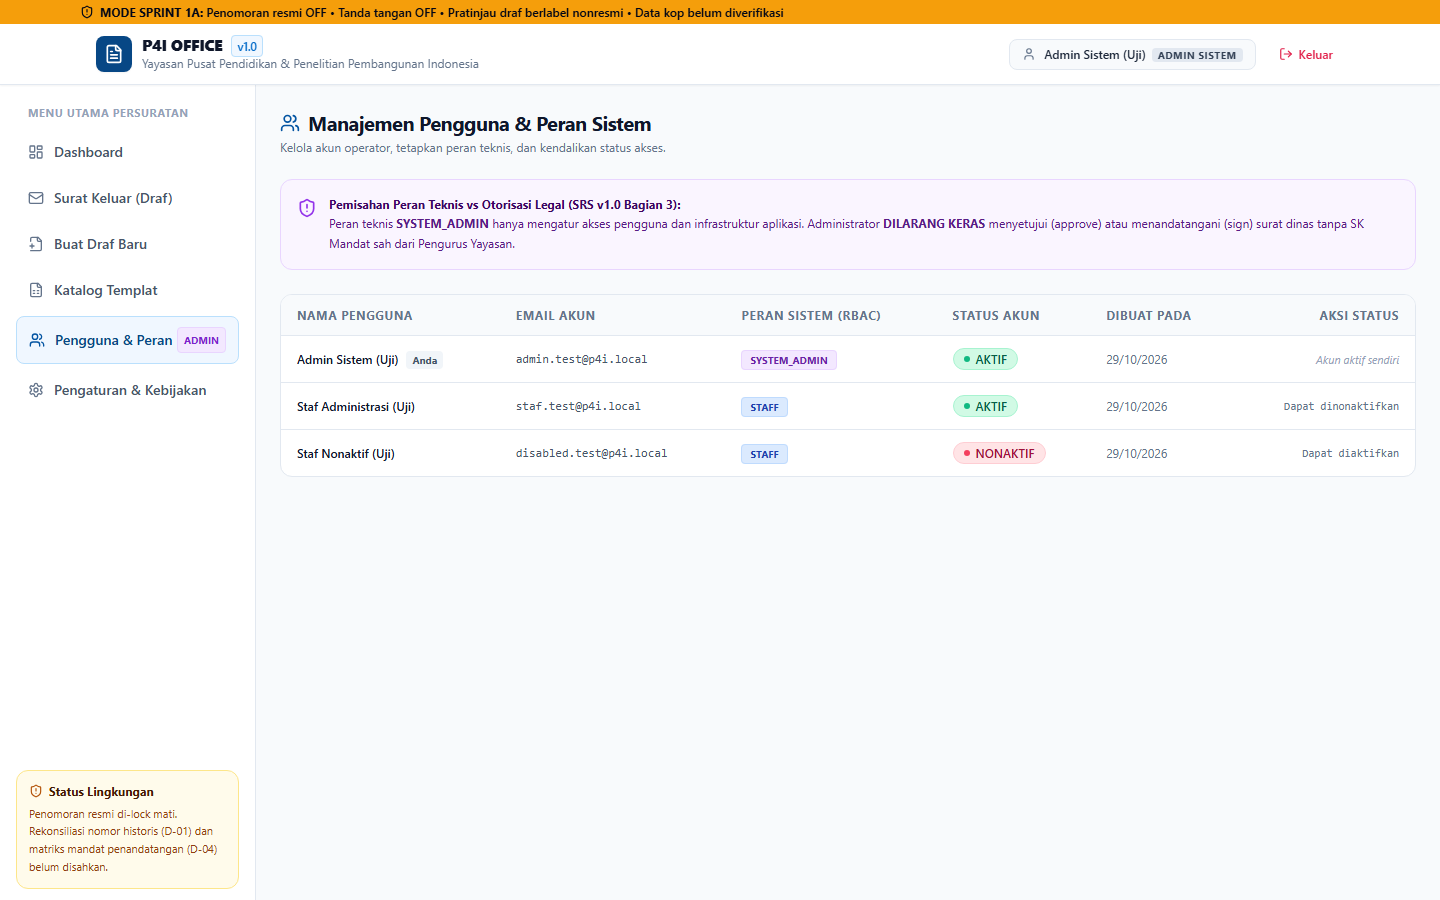 MODE SPRINT 1A: Penomoran resmi OFF • Tanda tangan OFF • Pratinjau draf berlabel nonresmi • Data kop belum diverifikasi
P4I OFFICE v1.0
Yayasan Pusat Pendidikan & Penelitian Pembangunan Indonesia
Admin Sistem (Uji) ADMIN SISTEM
Keluar
MENU UTAMA PERSURATAN
Dashboard
Surat Keluar (Draf)
Buat Draf Baru
Katalog Templat
Pengguna & Peran ADMIN
Pengaturan & Kebijakan
Status Lingkungan
Penomoran resmi di-lock mati.
Rekonsiliasi nomor historis (D-01) dan
matriks mandat penandatangan (D-04)
belum disahkan.
Manajemen Pengguna & Peran Sistem
Kelola akun operator, tetapkan peran teknis, dan kendalikan status akses.
Pemisahan Peran Teknis vs Otorisasi Legal (SRS v1.0 Bagian 3):
Peran teknis SYSTEM_ADMIN hanya mengatur akses pengguna dan infrastruktur aplikasi. Administrator DILARANG KERAS menyetujui (approve) atau menandatangani (sign) surat dinas tanpa SK
Mandat sah dari Pengurus Yayasan.
NAMA PENGGUNA EMAIL AKUN PERAN SISTEM (RBAC) STATUS AKUN DIBUAT PADA AKSI STATUS
Admin Sistem (Uji) Anda admin.test@p4i.local SYSTEM_ADMIN AKTIF 29/10/2026 Akun aktif sendiri
Staf Administrasi (Uji) staf.test@p4i.local STAFF AKTIF 29/10/2026 Dapat dinonaktifkan
Staf Nonaktif (Uji) disabled.test@p4i.local STAFF NONAKTIF 29/10/2026 Dapat diaktifkan